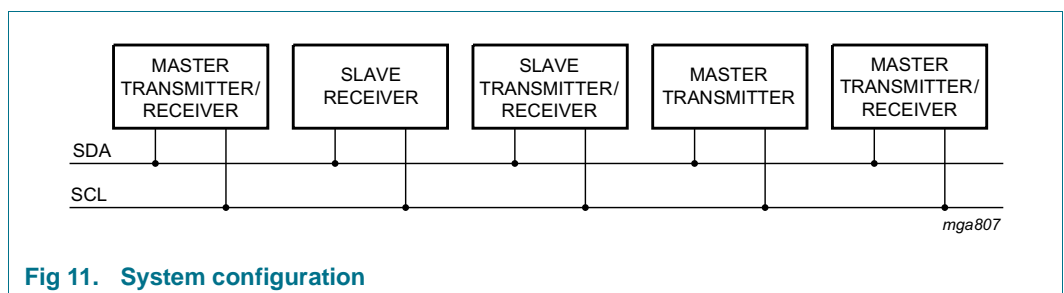 MASTER
TRANSMITTER/
RECEIVER
SLAVE
RECEIVER
SLAVE
TRANSMITTER/
RECEIVER
MASTER
TRANSMITTER
MASTER
TRANSMITTER/
RECEIVER
SDA
SCL
mga807
Fig 11. System configuration